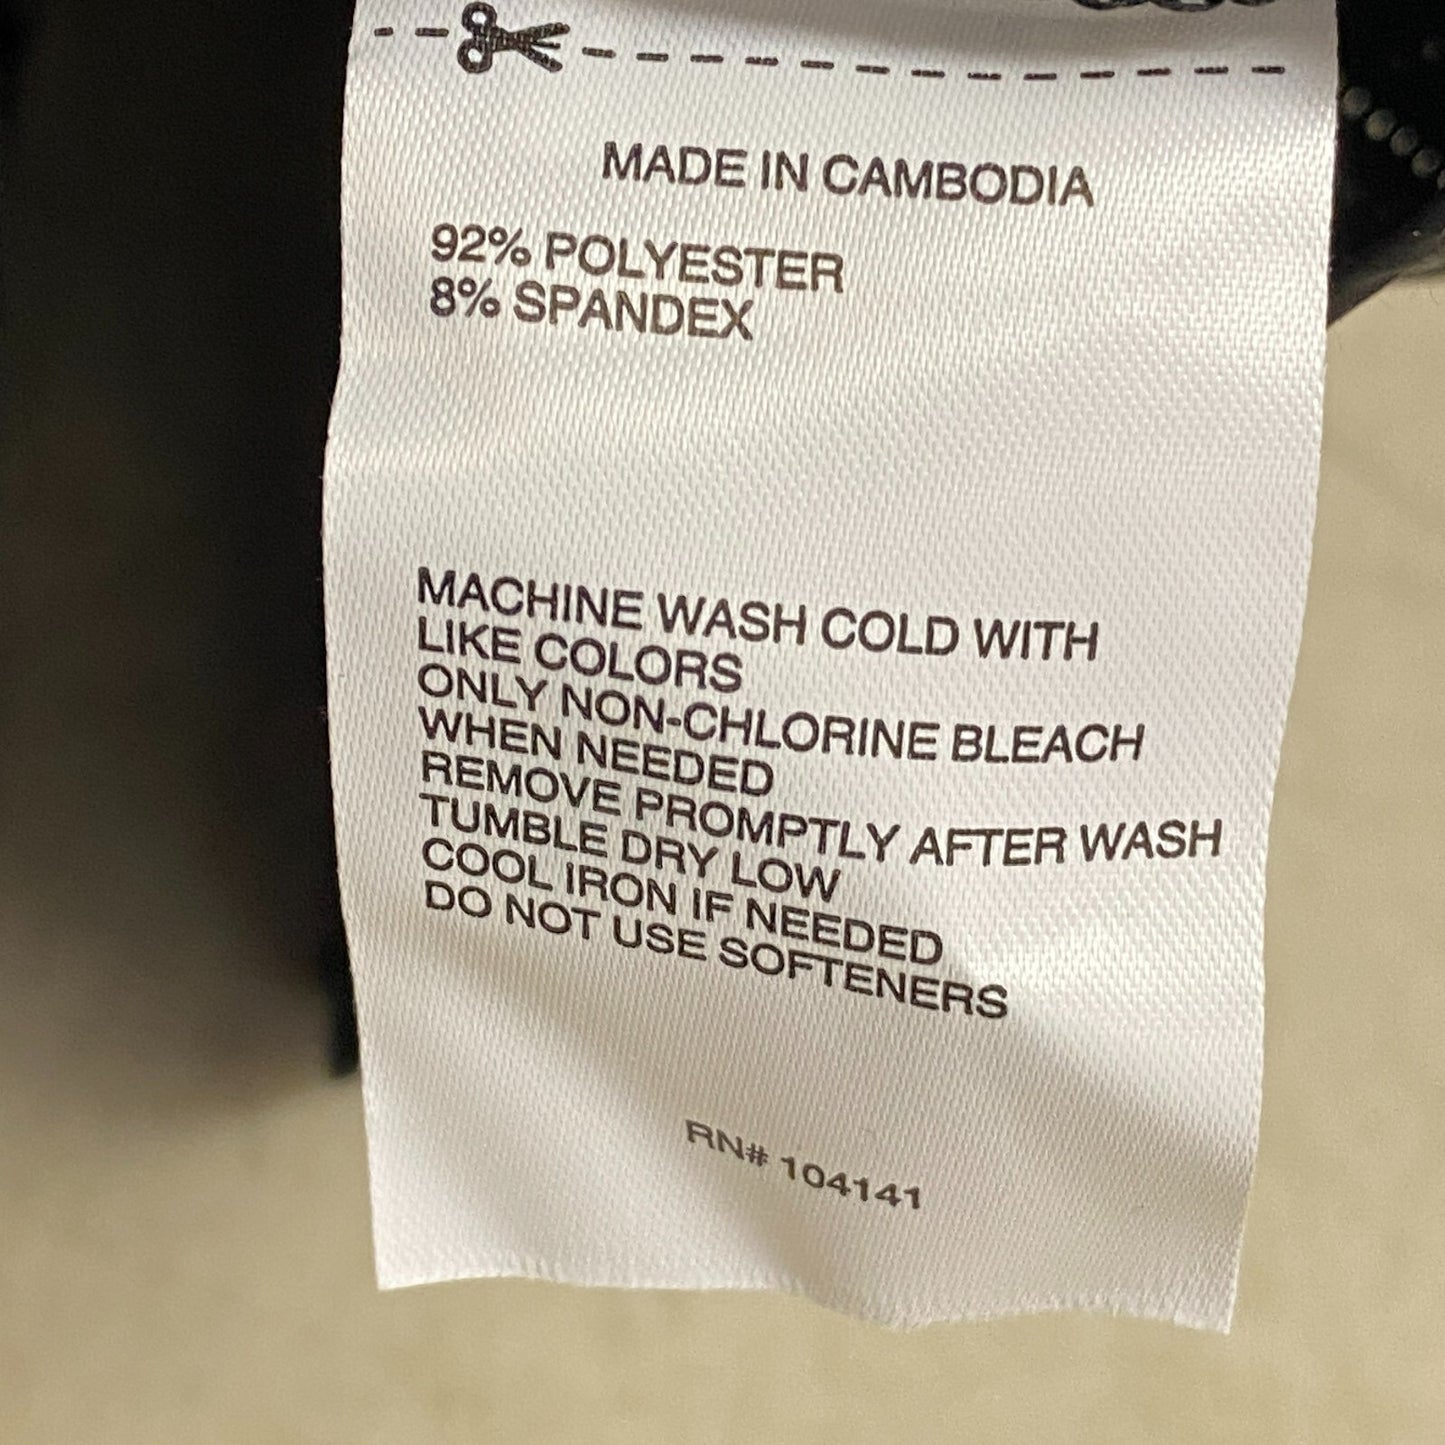 MADE IN CAMBODIA
92% POLYESTER
8% SPANDEX
MACHINE WASH COLD WITH
LIKE COLORS
ONLY NON-CHLORINE BLEACH
WHEN NEEDED
REMOVE PROMPTLY AFTER WASH
TUMBLE DRY LOW
COOL IRON IF NEEDED
DO NOT USE SOFTENERS
RN# 104141